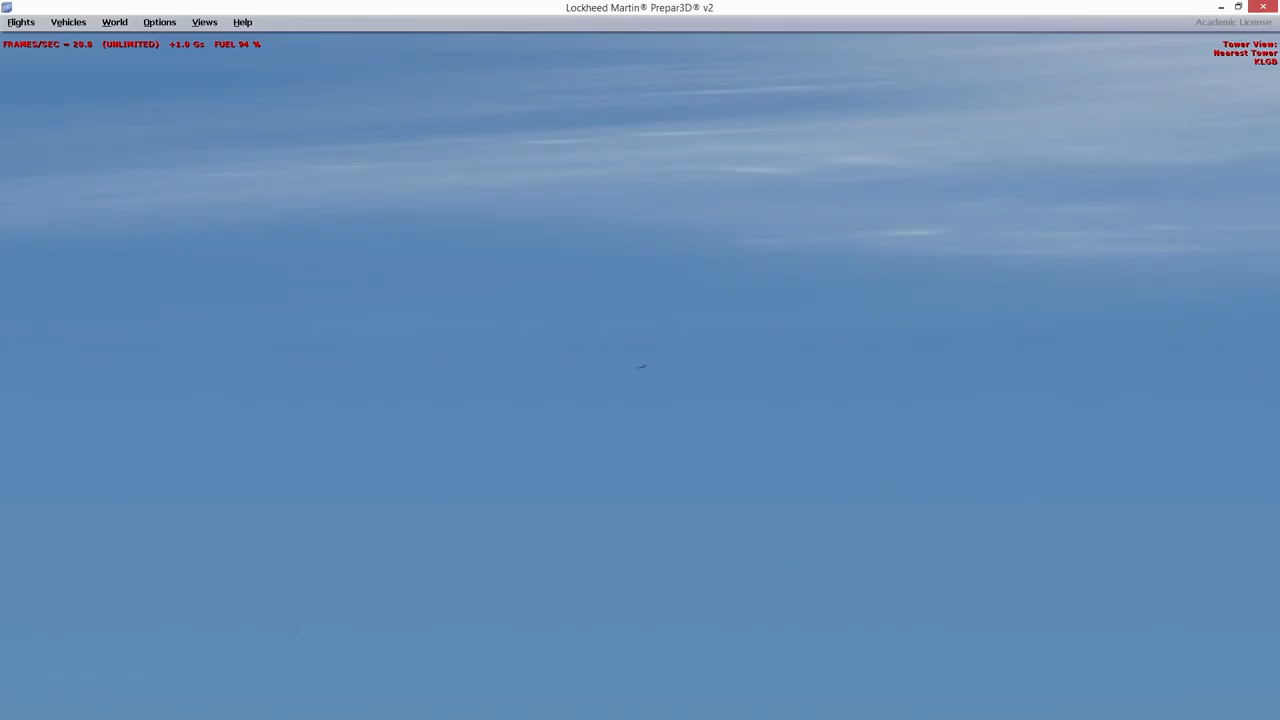 Lockheed Martin® Prepar3D® v2
Flights Vehicles World Options Views Help
Academic License
FRAMES/SEC = 20.8 (UNLIMITED) +1.0 Gs FUEL 94 %
Tower View:
Nearest Tower
KLGB